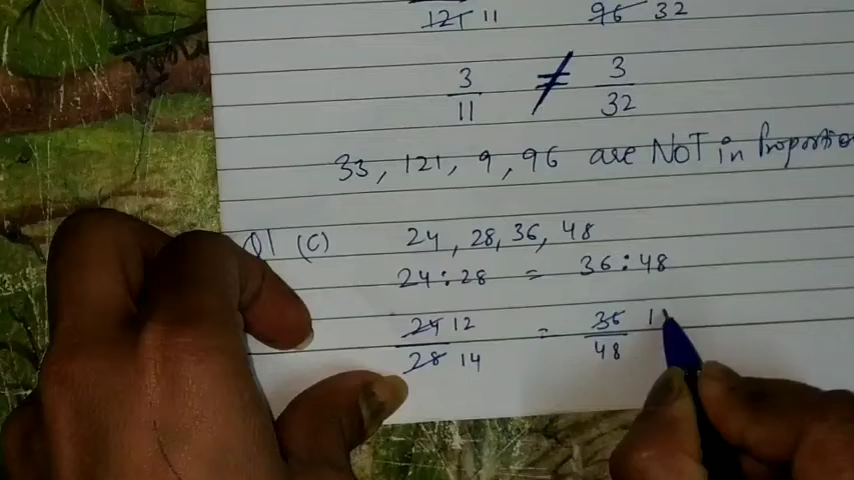 121 11 96 32
3 ≠ 3
11 32
33, 121, 9, 96 are NOT in Proportion
Q1 (c) 24, 28, 36, 48
24:28 = 36:48
24 12 = 36 1
28 14 48